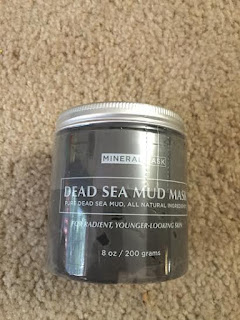 MINERAL MASK
DEAD SEA MUD MASK
PURE DEAD SEA MUD, ALL NATURAL INGREDIENTS
FOR RADIENT, YOUNGER-LOOKING SKIN
8 oz / 200 grams